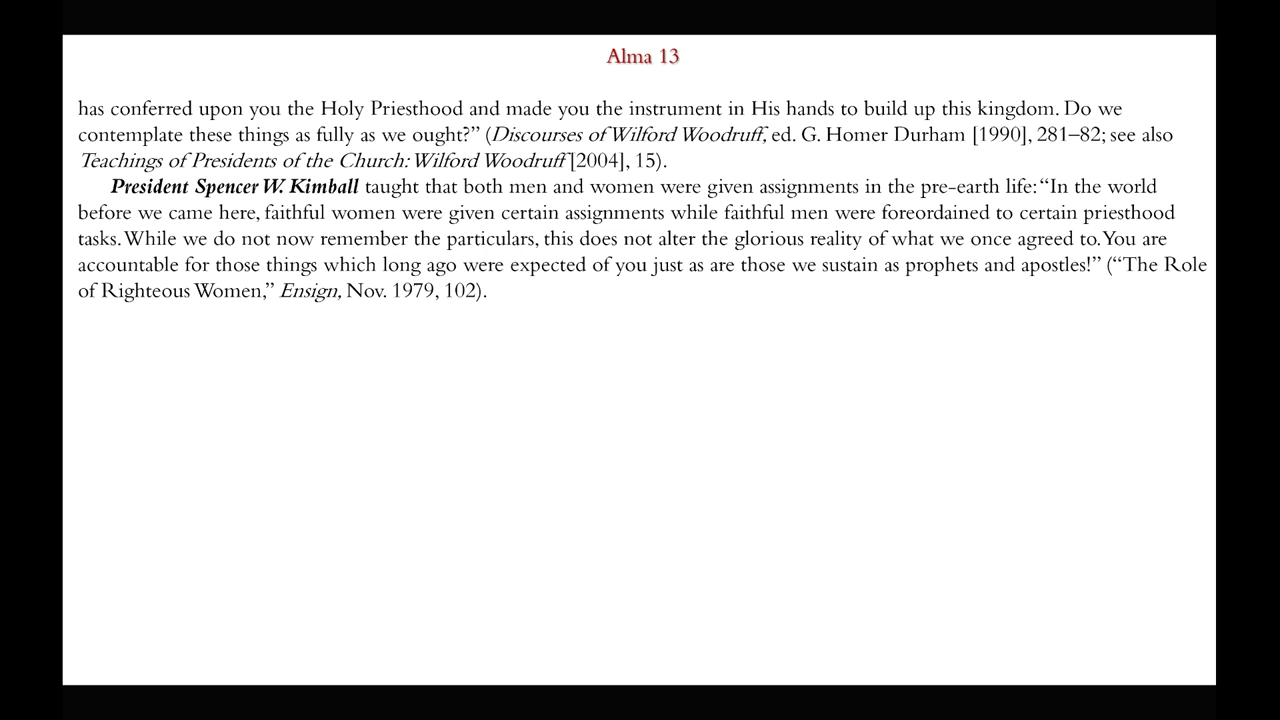 Alma 13
has conferred upon you the Holy Priesthood and made you the instrument in His hands to build up this kingdom. Do we
contemplate these things as fully as we ought?” (Discourses of Wilford Woodruff, ed. G. Homer Durham [1990], 281–82; see also
Teachings of Presidents of the Church: Wilford Woodruff [2004], 15).
President Spencer W. Kimball taught that both men and women were given assignments in the pre-earth life: “In the world
before we came here, faithful women were given certain assignments while faithful men were foreordained to certain priesthood
tasks. While we do not now remember the particulars, this does not alter the glorious reality of what we once agreed to. You are
accountable for those things which long ago were expected of you just as are those we sustain as prophets and apostles!” (“The Role
of Righteous Women,” Ensign, Nov. 1979, 102).